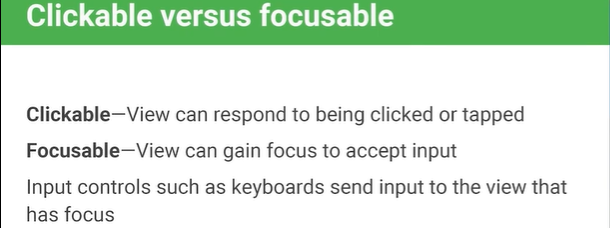 Clickable versus focusable
Clickable—View can respond to being clicked or tapped
Focusable—View can gain focus to accept input
Input controls such as keyboards send input to the view that
has focus